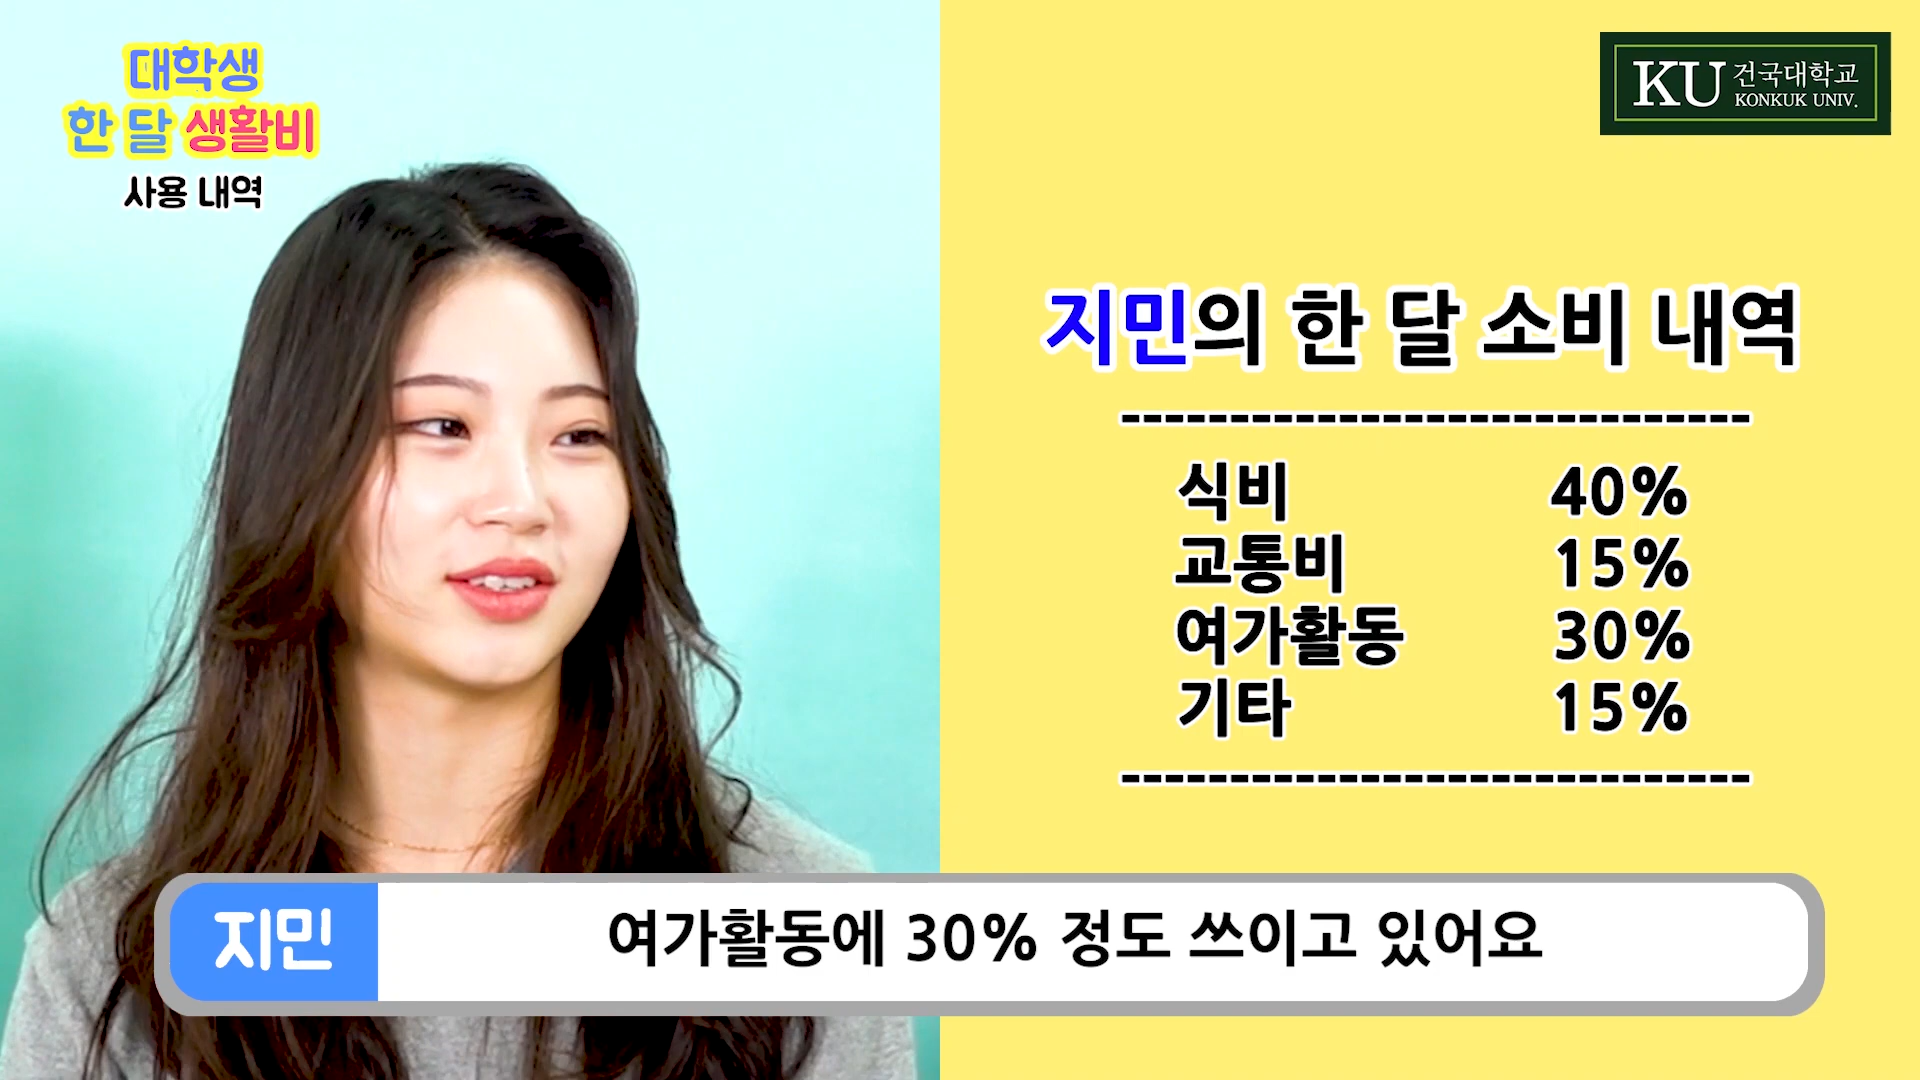 대학생
한 달 생활비
사용 내역
KU 건국대학교
KONKUK UNIV.
지민의 한 달 소비 내역
-----------------------------
식비 40%
교통비 15%
여가활동 30%
기타 15%
-----------------------------
지민 여가활동에 30% 정도 쓰이고 있어요